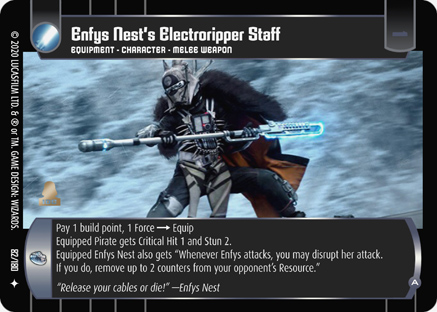 Enfys Nest's Electroripper Staff
EQUIPMENT - CHARACTER - MELEE WEAPON
Pay 1 build point, 1 Force → Equip
Equipped Pirate gets Critical Hit 1 and Stun 2.
Equipped Enfys Nest also gets "Whenever Enfys attacks, you may disrupt her attack.
If you do, remove up to 2 counters from your opponent's Resource."
"Release your cables or die!" —Enfys Nest
A
© 2020 LUCASFILM LTD. & ® or TM. GAME DESIGN: WIZARDS.
82/180